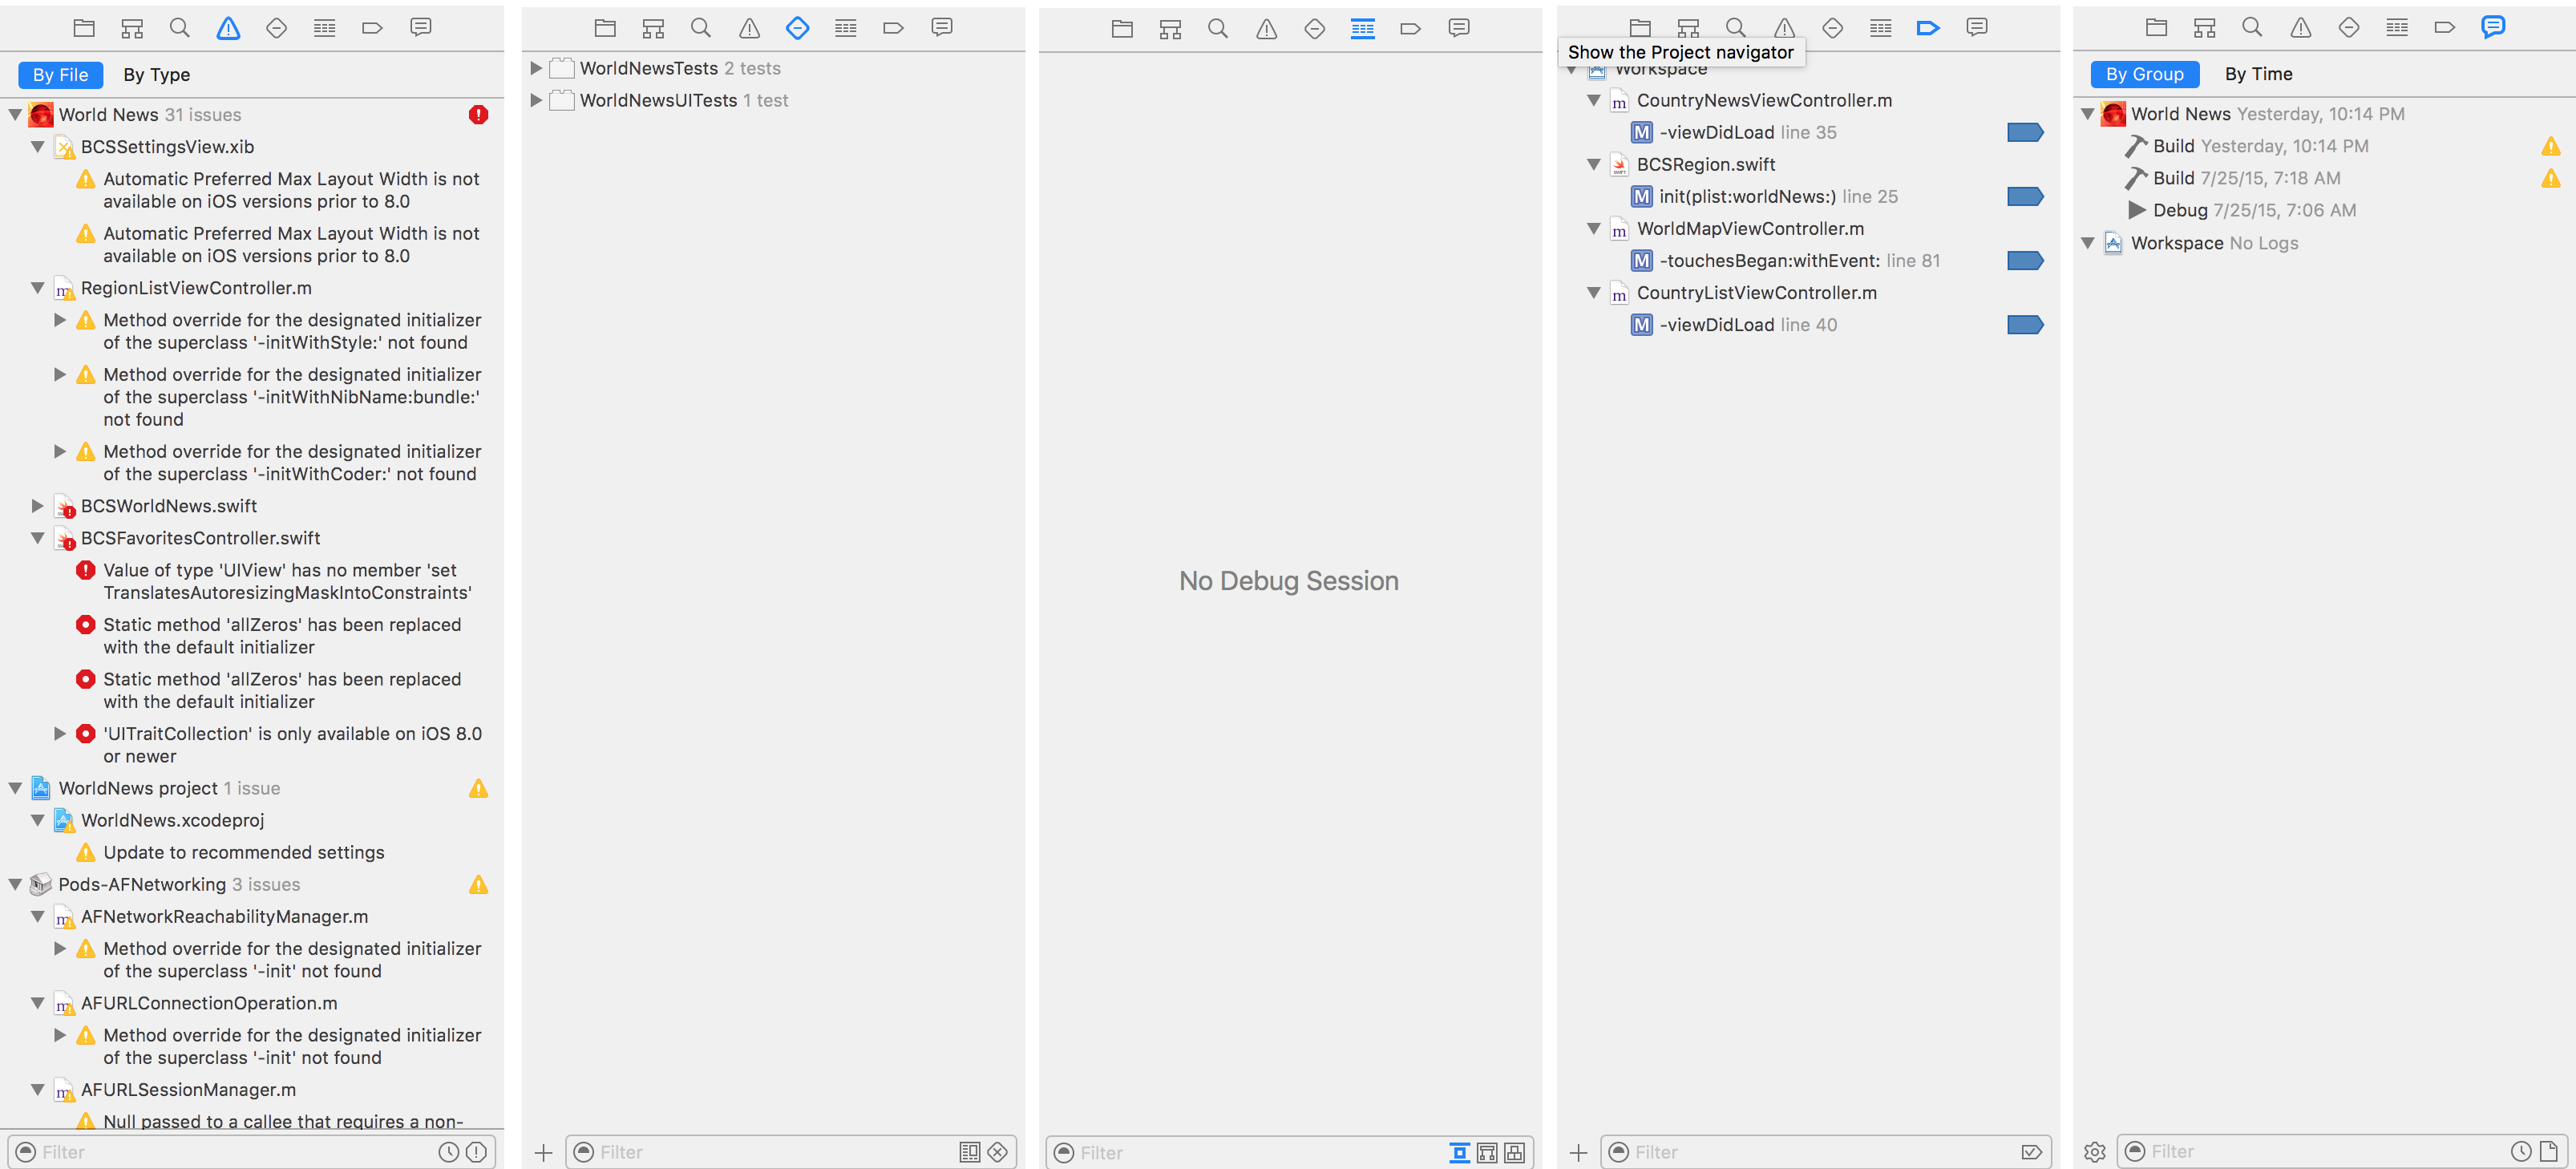 By File By Type
World News 31 issues
BCSSettingsView.xib
Automatic Preferred Max Layout Width is not
available on iOS versions prior to 8.0
Automatic Preferred Max Layout Width is not
available on iOS versions prior to 8.0
RegionListViewController.m
Method override for the designated initializer
of the superclass '-initWithStyle:' not found
Method override for the designated initializer
of the superclass '-initWithNibName:bundle:'
not found
Method override for the designated initializer
of the superclass '-initWithCoder:' not found
BCSWorldNews.swift
BCSFavoritesController.swift
Value of type 'UIView' has no member 'set
TranslatesAutoresizingMaskIntoConstraints'
Static method 'allZeros' has been replaced
with the default initializer
Static method 'allZeros' has been replaced
with the default initializer
'UITraitCollection' is only available on iOS 8.0
or newer
WorldNews project 1 issue
WorldNews.xcodeproj
Update to recommended settings
Pods-AFNetworking 3 issues
AFNetworkReachabilityManager.m
Method override for the designated initializer
of the superclass '-init' not found
AFURLConnectionOperation.m
Method override for the designated initializer
of the superclass '-init' not found
AFURLSessionManager.m
Null passed to a callee that requires a non-
Filter
WorldNewsTests 2 tests
WorldNewsUITests 1 test
Filter
No Debug Session
Filter
Show the Project navigator
Workspace
CountryNewsViewController.m
M -viewDidLoad line 35
BCSRegion.swift
M init(plist:worldNews:) line 25
WorldMapViewController.m
M -touchesBegan:withEvent: line 81
CountryListViewController.m
M -viewDidLoad line 40
Filter
By Group By Time
World News Yesterday, 10:14 PM
Build Yesterday, 10:14 PM
Build 7/25/15, 7:18 AM
Debug 7/25/15, 7:06 AM
Workspace No Logs
Filter